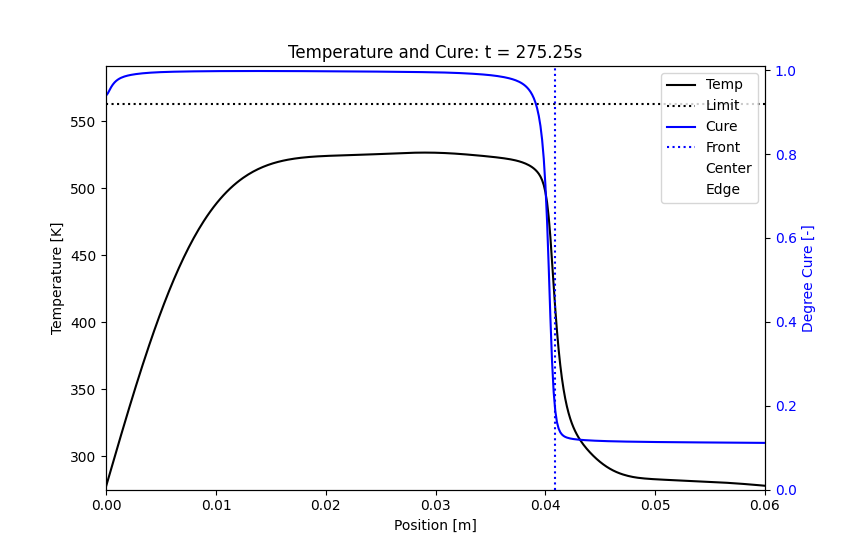 Temperature and Cure: t = 275.25s
Temp
Limit
Cure
Front
Center
Edge
Temperature [K]
550
500
450
400
350
300
Degree Cure [-]
1.0
0.8
0.6
0.4
0.2
0.0
0.00 0.01 0.02 0.03 0.04 0.05 0.06
Position [m]